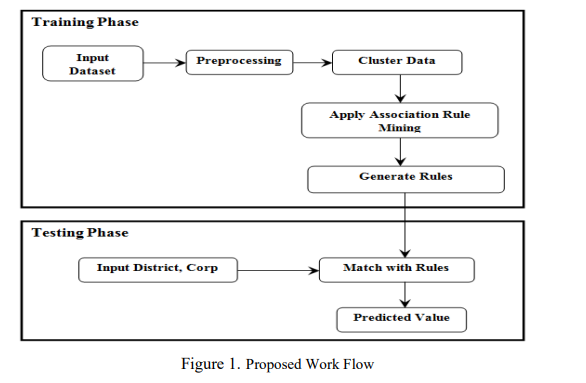 Training Phase
Input
Dataset
Preprocessing
Cluster Data
Apply Association Rule
Mining
Generate Rules
Testing Phase
Input District, Corp
Match with Rules
Predicted Value
Figure 1. Proposed Work Flow